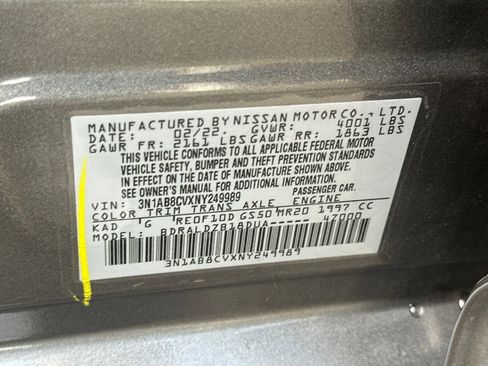 MANUFACTURED BY NISSAN MOTOR CO., LTD.
DATE: 02/22. GVWR: 4001 LBS
GAWR FR: 2161 LBS GAWR RR: 1863 LBS
THIS VEHICLE CONFORMS TO ALL APPLICABLE FEDERAL MOTOR
VEHICLE SAFETY, BUMPER AND THEFT PREVENTION STANDARDS
IN EFFECT ON THE DATE OF MANUFACTURE SHOWN ABOVE.
SEE OWNER'S MANUAL FOR ADDITIONAL INFORMATION.
VIN: 3N1AB8CVXNY249989 PASSENGER CAR.
COLOR TRIM TRANS AXLE ENGINE
KAD G RE0F10D GS50 MR20 1997 CC
MODEL: BDRALDZB18DUA----- 47000
3N1AB8CVXNY249989